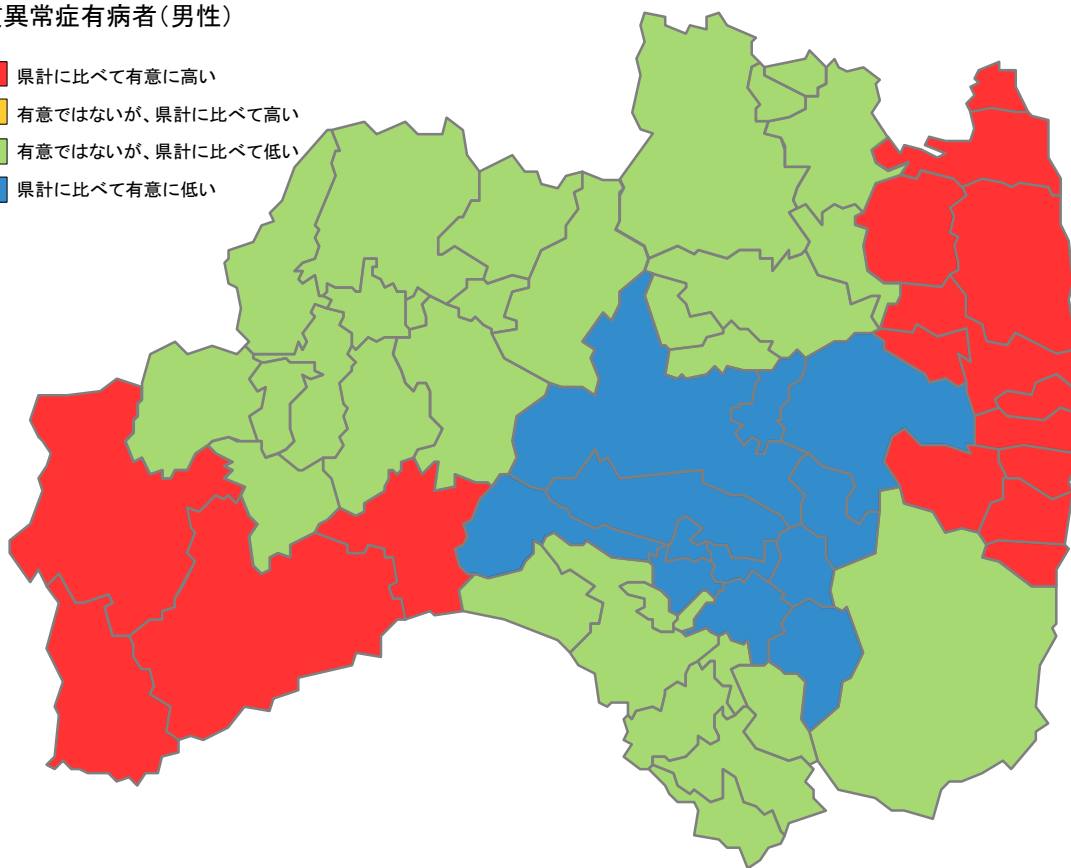 異常症有病者(男性)
県計に比べて有意に高い
有意ではないが、県計に比べて高い
有意ではないが、県計に比べて低い
県計に比べて有意に低い